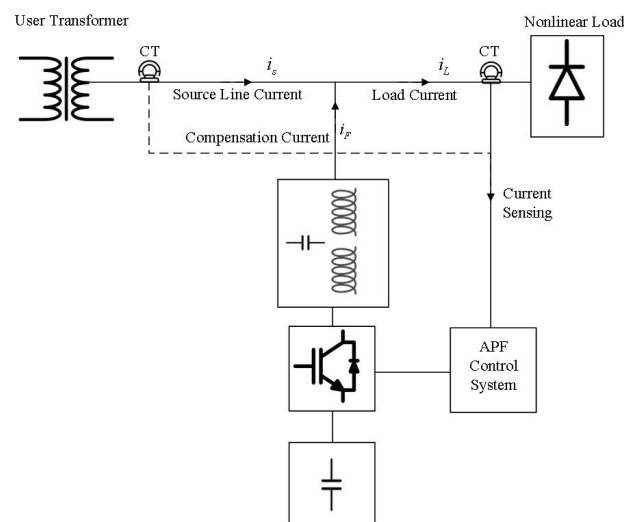 User Transformer
Nonlinear Load
CT
CT
i_s
i_L
Source Line Current
Load Current
Compensation Current
i_F
Current
Sensing
APF
Control
System